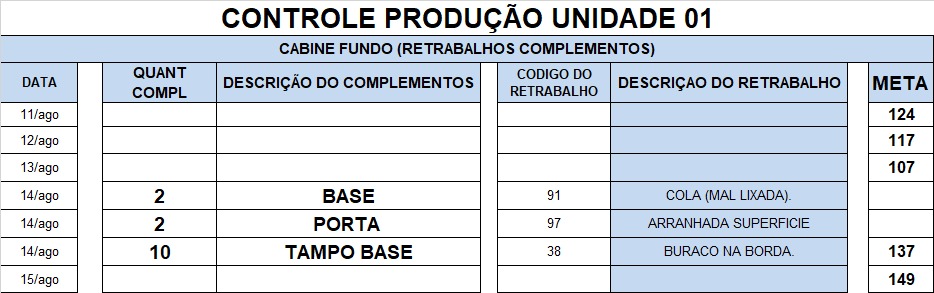 CONTROLE PRODUÇÃO UNIDADE 01
CABINE FUNDO (RETRABALHOS COMPLEMENTOS)
DATA QUANT COMPL DESCRIÇÃO DO COMPLEMENTOS CODIGO DO RETRABALHO DESCRIÇAO DO RETRABALHO META
11/ago 124
12/ago 117
13/ago 107
14/ago 2 BASE 91 COLA (MAL LIXADA).
14/ago 2 PORTA 97 ARRANHADA SUPERFICIE
14/ago 10 TAMPO BASE 38 BURACO NA BORDA. 137
15/ago 149